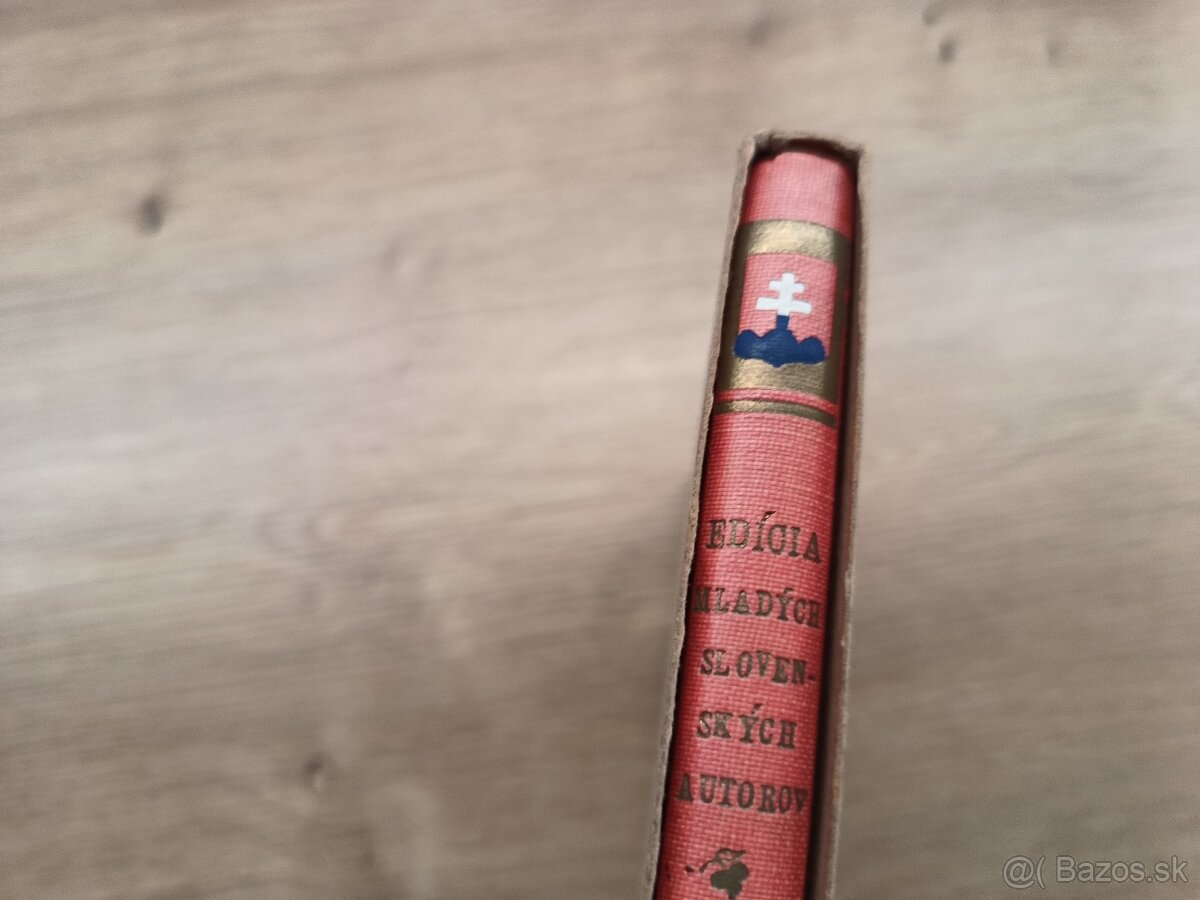 EDÍCIA
MLADÝCH
SLOVEN-
SKÝCH
AUTOROV
@( Bazos.sk